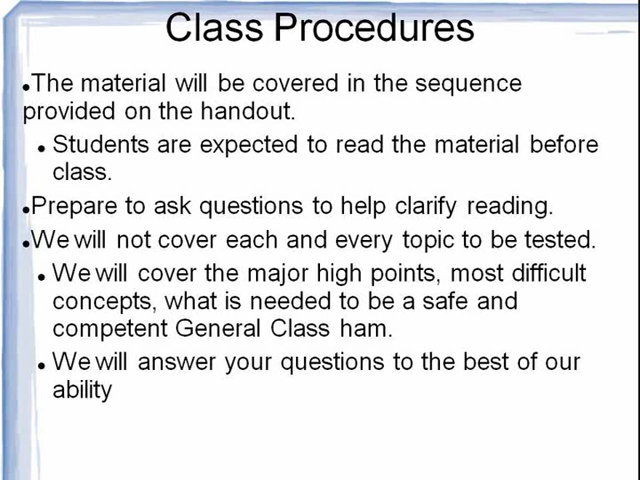 Class Procedures
●The material will be covered in the sequence
provided on the handout.
● Students are expected to read the material before
class.
●Prepare to ask questions to help clarify reading.
●We will not cover each and every topic to be tested.
● We will cover the major high points, most difficult
concepts, what is needed to be a safe and
competent General Class ham.
● We will answer your questions to the best of our
ability